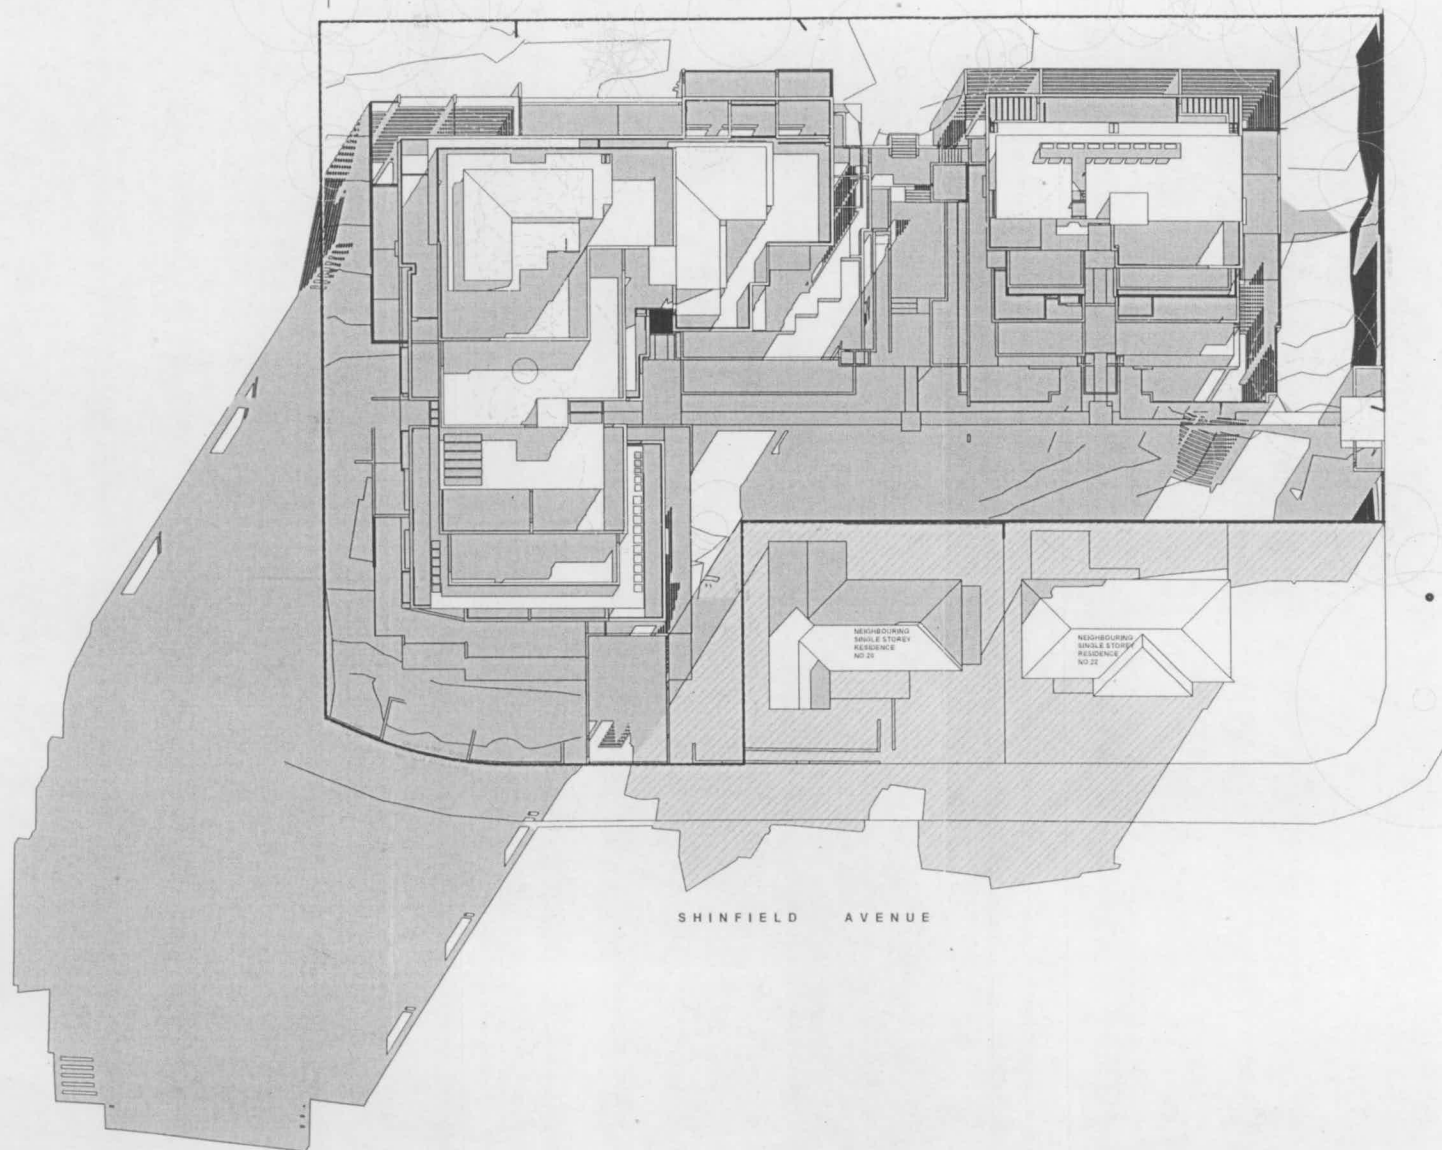 NEIGHBOURING
SINGLE STOREY
RESIDENCE
NO 20
NEIGHBOURING
SINGLE STOREY
RESIDENCE
NO 22
SHINFIELD AVENUE